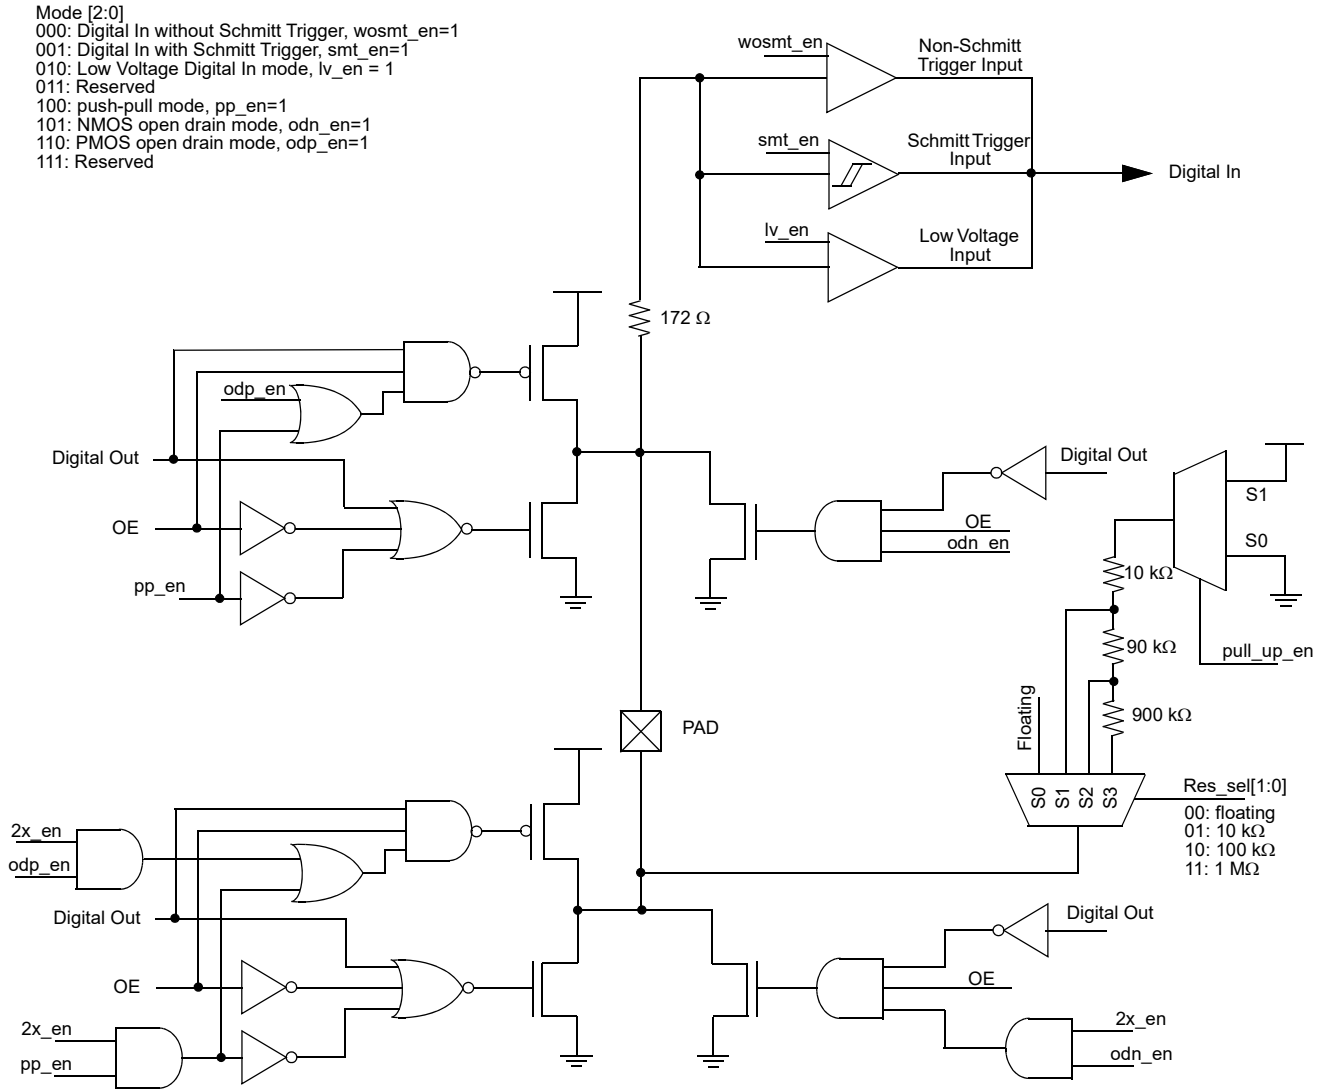 Mode [2:0]
000: Digital In without Schmitt Trigger, wosmt_en=1
001: Digital In with Schmitt Trigger, smt_en=1
010: Low Voltage Digital In mode, lv_en = 1
011: Reserved
100: push-pull mode, pp_en=1
101: NMOS open drain mode, odn_en=1
110: PMOS open drain mode, odp_en=1
111: Reserved
wosmt_en
Non-Schmitt
Trigger Input
smt_en
Schmitt Trigger
Input
Digital In
lv_en
Low Voltage
Input
172 Ω
odp_en
Digital Out
OE
pp_en
Digital Out
OE
odn_en
S1
S0
10 kΩ
90 kΩ
pull_up_en
900 kΩ
Floating
PAD
S0
S1
S2
S3
Res_sel[1:0]
00: floating
01: 10 kΩ
10: 100 kΩ
11: 1 MΩ
2x_en
odp_en
Digital Out
OE
2x_en
pp_en
Digital Out
OE
2x_en
odn_en